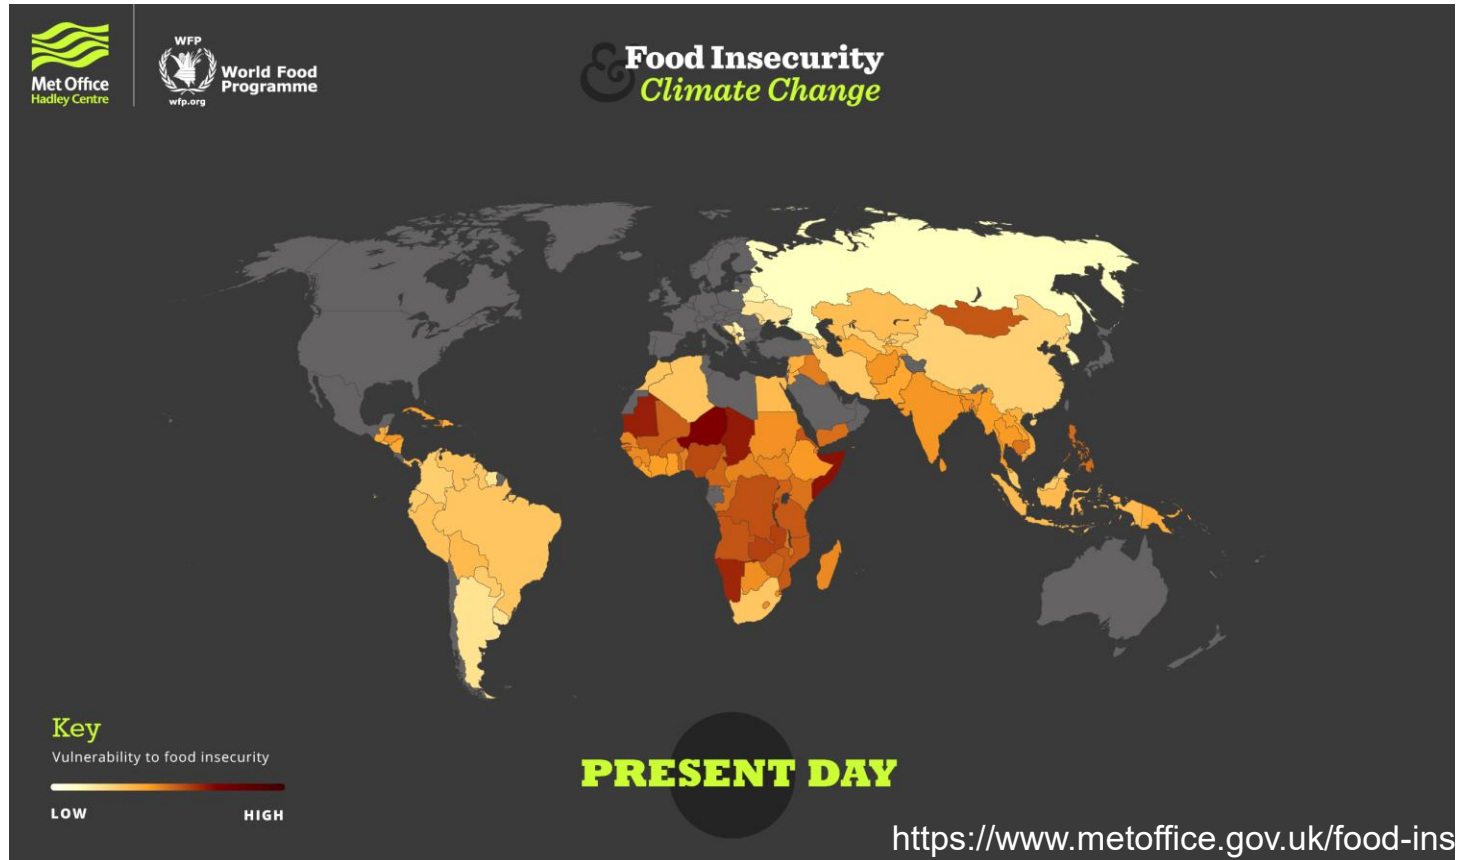 Met Office
Hadley Centre
WFP
wfp.org
World Food
Programme
& Food Insecurity
Climate Change
Key
Vulnerability to food insecurity
LOW
HIGH
PRESENT DAY
https://www.metoffice.gov.uk/food-ins